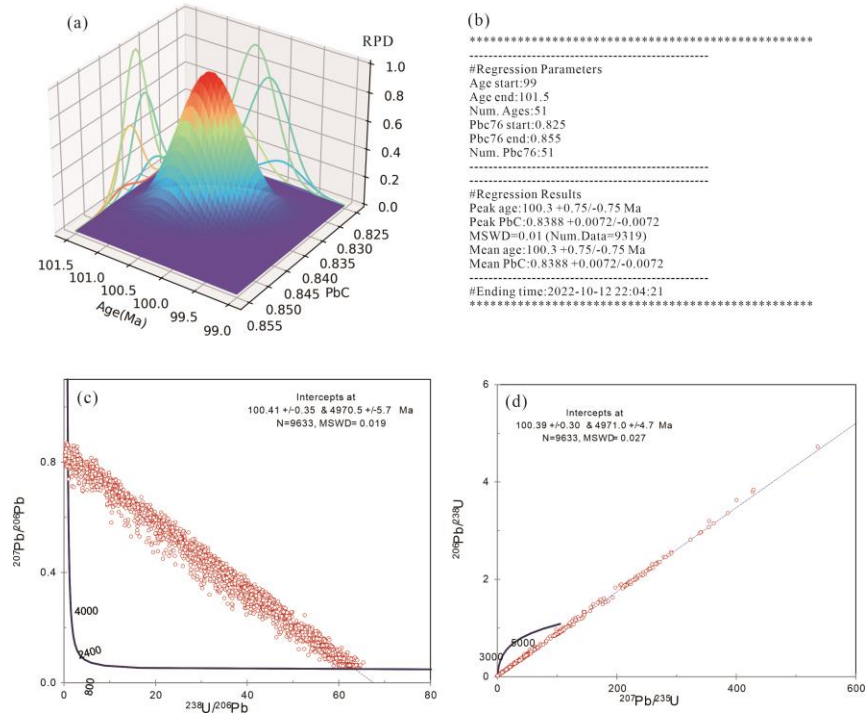 (a)
RPD
1.0
0.8
0.6
0.4
0.2
0.0
101.5
101.0
100.5
100.0
99.5
99.0
Age(Ma)
0.825
0.830
0.835
0.840
0.845
0.850
0.855
PbC
(b)
**************************************************
--------------------------------------------------
#Regression Parameters
Age start:99
Age end:101.5
Num. Ages:51
Pbc76 start:0.825
Pbc76 end:0.855
Num. Pbc76:51
--------------------------------------------------
--------------------------------------------------
#Regression Results
Peak age:100.3 +0.75/-0.75 Ma
Peak PbC:0.8388 +0.0072/-0.0072
MSWD=0.01 (Num.Data=9319)
Mean age:100.3 +0.75/-0.75 Ma
Mean PbC:0.8388 +0.0072/-0.0072
--------------------------------------------------
#Ending time:2022-10-12 22:04:21
**************************************************
(c)
Intercepts at
100.41 +/-0.35 & 4970.5 +/-5.7 Ma
N=9633, MSWD= 0.019
0.8
0.4
0.0
207Pb/206Pb
4000
2400
800
0
20
40
60
80
238U/206Pb
(d)
Intercepts at
100.39 +/-0.30 & 4971.0 +/-4.7 Ma
N=9633, MSWD= 0.027
6
4
2
0
206Pb/238U
5000
3000
0
200
400
600
207Pb/235U